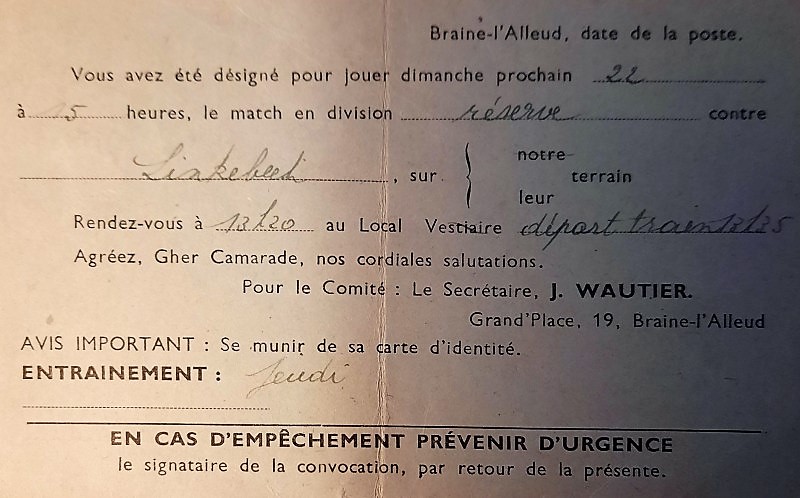 Braine-l'Alleud, date de la poste.
Vous avez été désigné pour jouer dimanche prochain 22
à 15 heures, le match en division réserve contre
Linkebeek, sur { notre
terrain
leur
Rendez-vous à 13h20 au Local Vestiaire départ train 13h35
Agréez, Gher Camarade, nos cordiales salutations.
Pour le Comité : Le Secrétaire, J. WAUTIER.
Grand'Place, 19, Braine-l'Alleud
AVIS IMPORTANT : Se munir de sa carte d'identité.
ENTRAINEMENT : Jeudi
EN CAS D'EMPÊCHEMENT PRÉVENIR D'URGENCE
le signataire de la convocation, par retour de la présente.